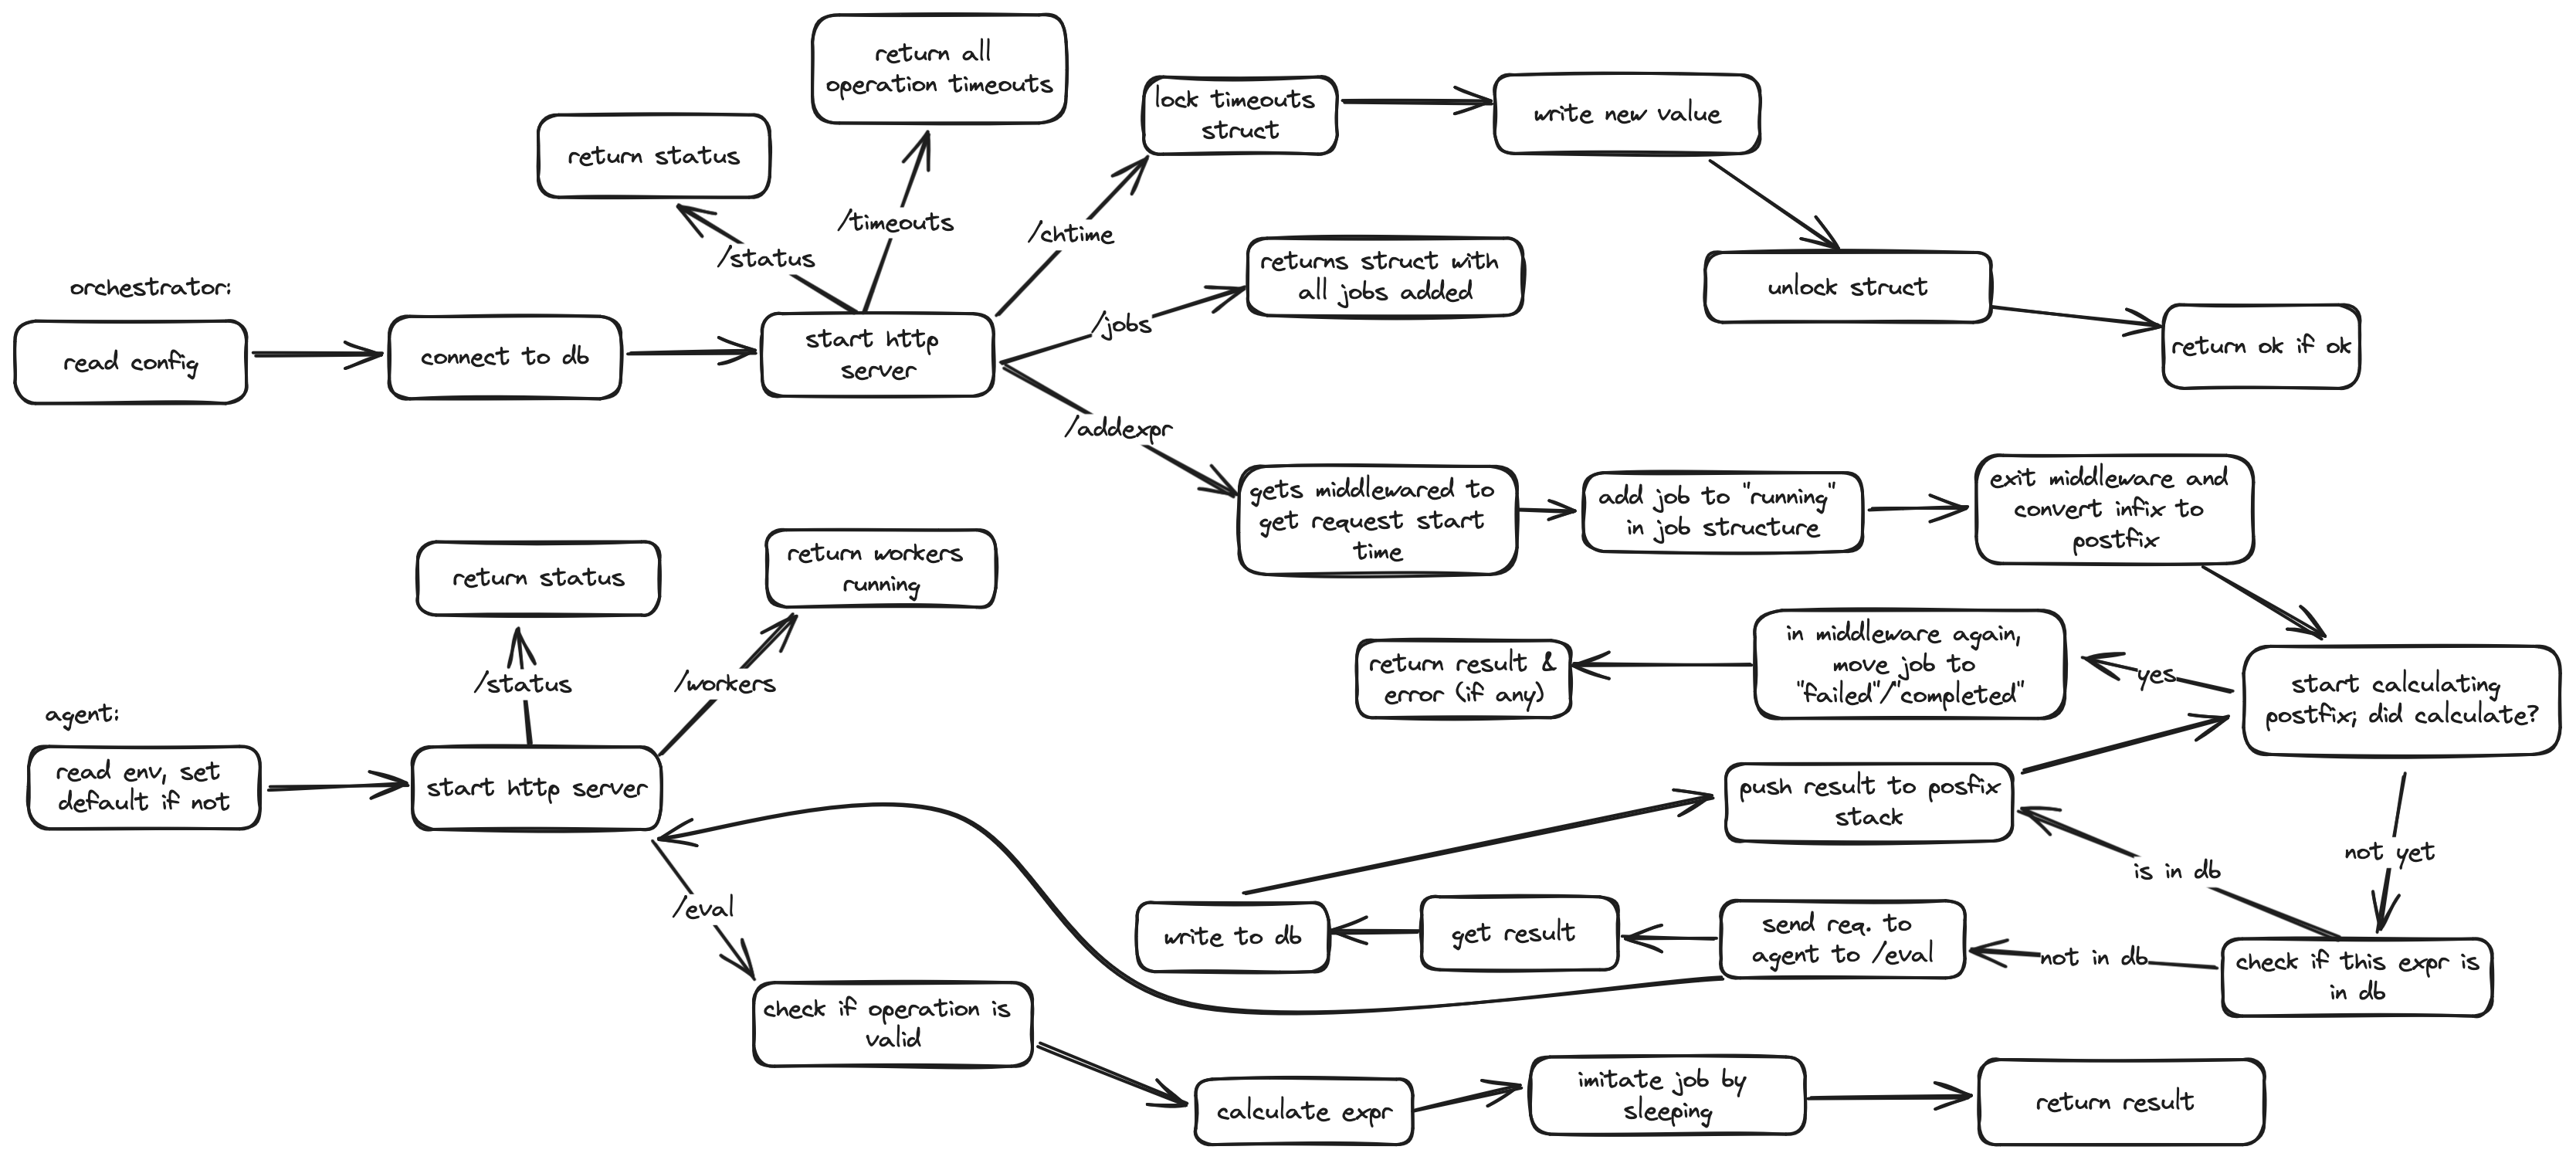 return all
operation timeouts
lock timeouts
struct
write new value
return status
/timeouts
/chtime
/status
returns struct with
all jobs added
unlock struct
orchestrator:
read config
connect to db
start http
server
/jobs
return ok if ok
/addexpr
gets middlewared to
get request start
time
add job to "running"
in job structure
exit middleware and
convert infix to
postfix
return status
return workers
running
/status
/workers
return result &
error (if any)
in middleware again,
move job to
"failed"/"completed"
yes
start calculating
postfix; did calculate?
agent:
read env, set
default if not
start http server
push result to posfix
stack
not yet
is in db
/eval
write to db
get result
send req. to
agent to /eval
not in db
check if this expr is
in db
check if operation is
valid
calculate expr
imitate job by
sleeping
return result